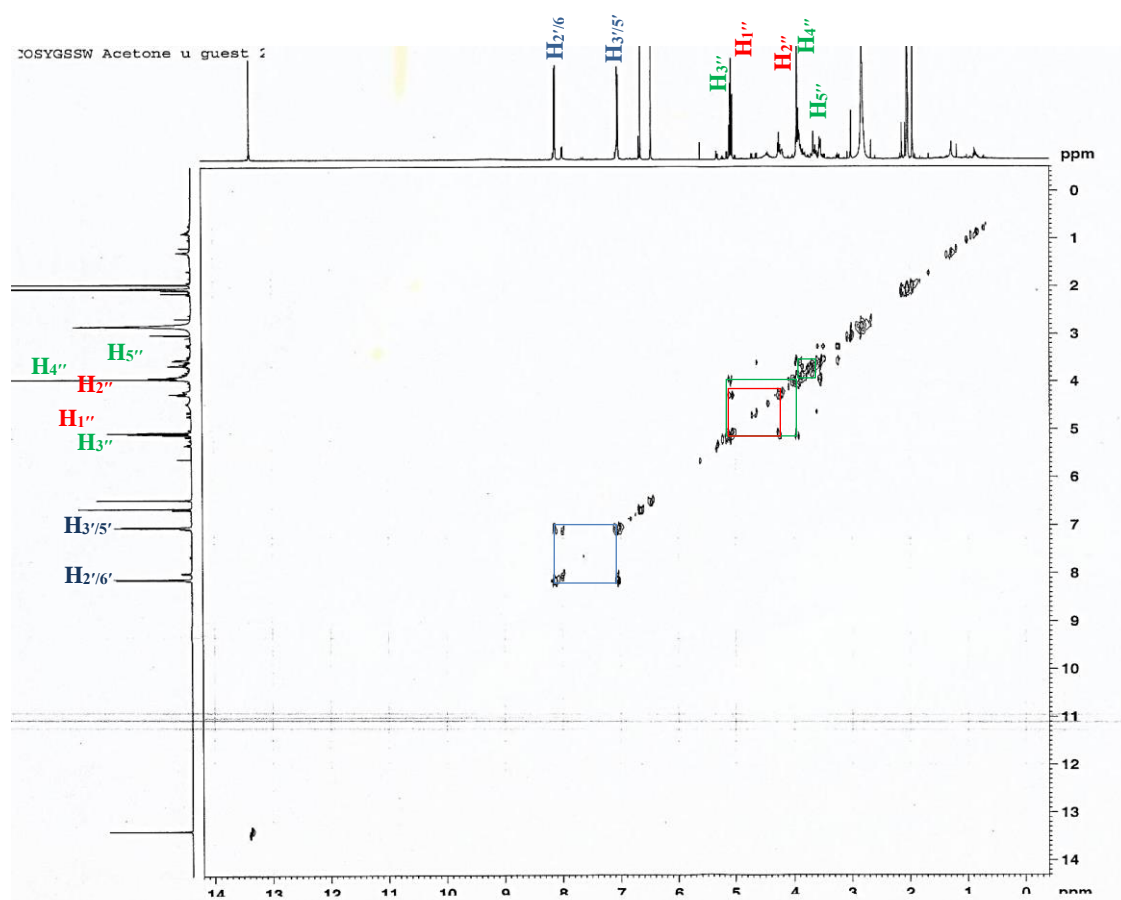 COSYGSSW Acetone u guest 2
H2'/6
H3'/5'
H3''
H1''
H2''
H4''
H5''
ppm
0
1
2
3
4
5
6
7
8
9
10
11
12
13
14
H5''
H4''
H2''
H1''
H3''
H3'/5'
H2'/6'
14 13 12 11 10 9 8 7 6 5 4 3 2 1 0 ppm